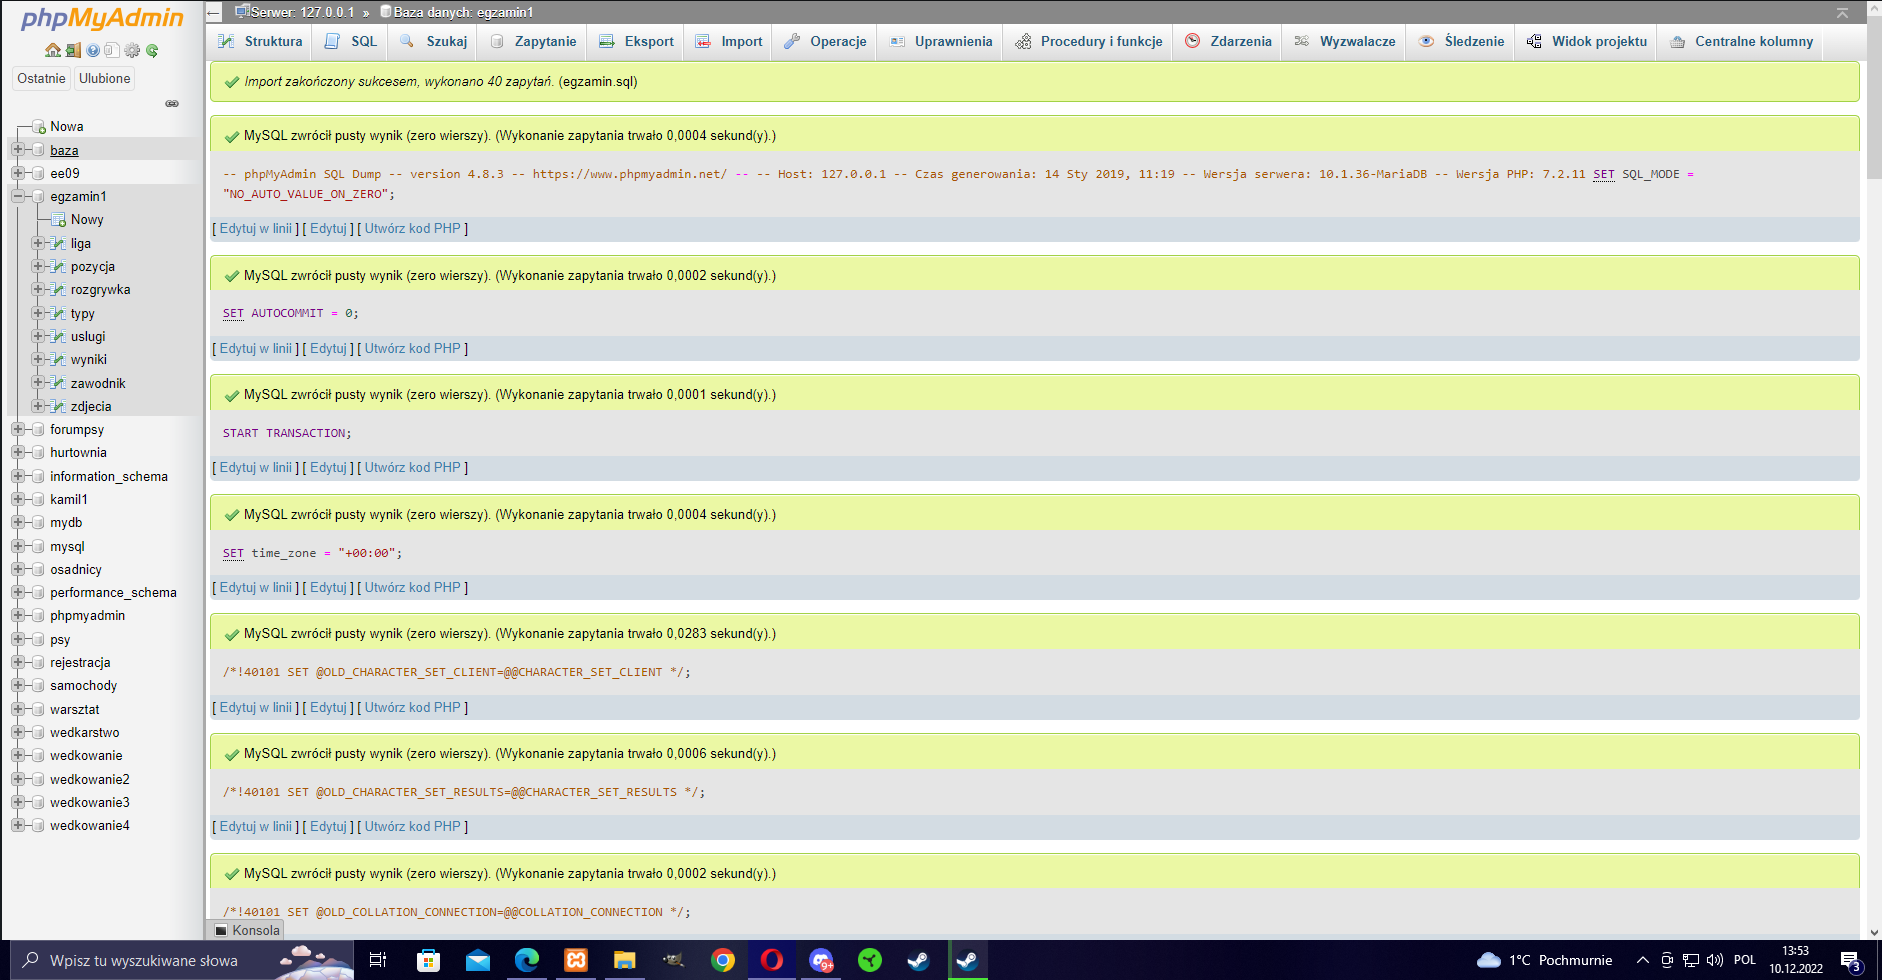 phpMyAdmin
Ostatnie Ulubione
Nowa
baza
ee09
egzamin1
Nowy
liga
pozycja
rozgrywka
typy
uslugi
wyniki
zawodnik
zdjecia
forumpsy
hurtownia
information_schema
kamil1
mydb
mysql
osadnicy
performance_schema
phpmyadmin
psy
rejestracja
samochody
warsztat
wedkarstwo
wedkowanie
wedkowanie2
wedkowanie3
wedkowanie4
Serwer: 127.0.0.1 » Baza danych: egzamin1
Struktura SQL Szukaj Zapytanie Eksport Import Operacje Uprawnienia Procedury i funkcje Zdarzenia Wyzwalacze Śledzenie Widok projektu Centralne kolumny
Import zakończony sukcesem, wykonano 40 zapytań. (egzamin.sql)
MySQL zwrócił pusty wynik (zero wierszy). (Wykonanie zapytania trwało 0,0004 sekund(y).)
-- phpMyAdmin SQL Dump -- version 4.8.3 -- https://www.phpmyadmin.net/ -- -- Host: 127.0.0.1 -- Czas generowania: 14 Sty 2019, 11:19 -- Wersja serwera: 10.1.36-MariaDB -- Wersja PHP: 7.2.11 SET SQL_MODE =
"NO_AUTO_VALUE_ON_ZERO";
[ Edytuj w linii ] [ Edytuj ] [ Utwórz kod PHP ]
MySQL zwrócił pusty wynik (zero wierszy). (Wykonanie zapytania trwało 0,0002 sekund(y).)
SET AUTOCOMMIT = 0;
[ Edytuj w linii ] [ Edytuj ] [ Utwórz kod PHP ]
MySQL zwrócił pusty wynik (zero wierszy). (Wykonanie zapytania trwało 0,0001 sekund(y).)
START TRANSACTION;
[ Edytuj w linii ] [ Edytuj ] [ Utwórz kod PHP ]
MySQL zwrócił pusty wynik (zero wierszy). (Wykonanie zapytania trwało 0,0004 sekund(y).)
SET time_zone = "+00:00";
[ Edytuj w linii ] [ Edytuj ] [ Utwórz kod PHP ]
MySQL zwrócił pusty wynik (zero wierszy). (Wykonanie zapytania trwało 0,0283 sekund(y).)
/*!40101 SET @OLD_CHARACTER_SET_CLIENT=@@CHARACTER_SET_CLIENT */;
[ Edytuj w linii ] [ Edytuj ] [ Utwórz kod PHP ]
MySQL zwrócił pusty wynik (zero wierszy). (Wykonanie zapytania trwało 0,0006 sekund(y).)
/*!40101 SET @OLD_CHARACTER_SET_RESULTS=@@CHARACTER_SET_RESULTS */;
[ Edytuj w linii ] [ Edytuj ] [ Utwórz kod PHP ]
MySQL zwrócił pusty wynik (zero wierszy). (Wykonanie zapytania trwało 0,0002 sekund(y).)
/*!40101 SET @OLD_COLLATION_CONNECTION=@@COLLATION_CONNECTION */;
Konsola
Wpisz tu wyszukiwane słowa
9+
1°C Pochmurnie
POL
13:53
10.12.2022
3